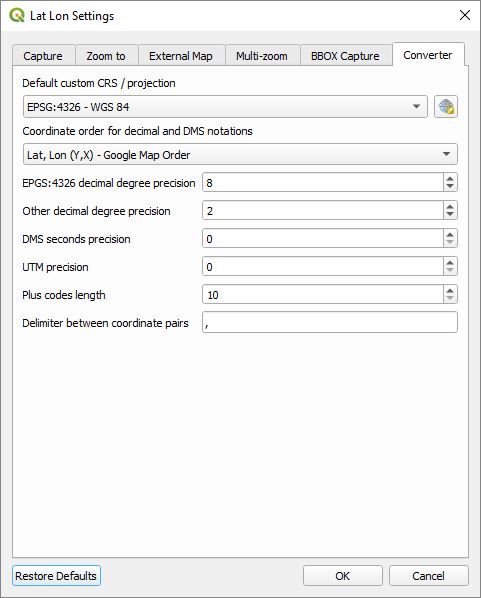 Lat Lon Settings
Capture Zoom to External Map Multi-zoom BBOX Capture Converter
Default custom CRS / projection
EPSG:4326 - WGS 84
Coordinate order for decimal and DMS notations
Lat, Lon (Y,X) - Google Map Order
EPGS:4326 decimal degree precision 8
Other decimal degree precision 2
DMS seconds precision 0
UTM precision 0
Plus codes length 10
Delimiter between coordinate pairs ,
Restore Defaults OK Cancel